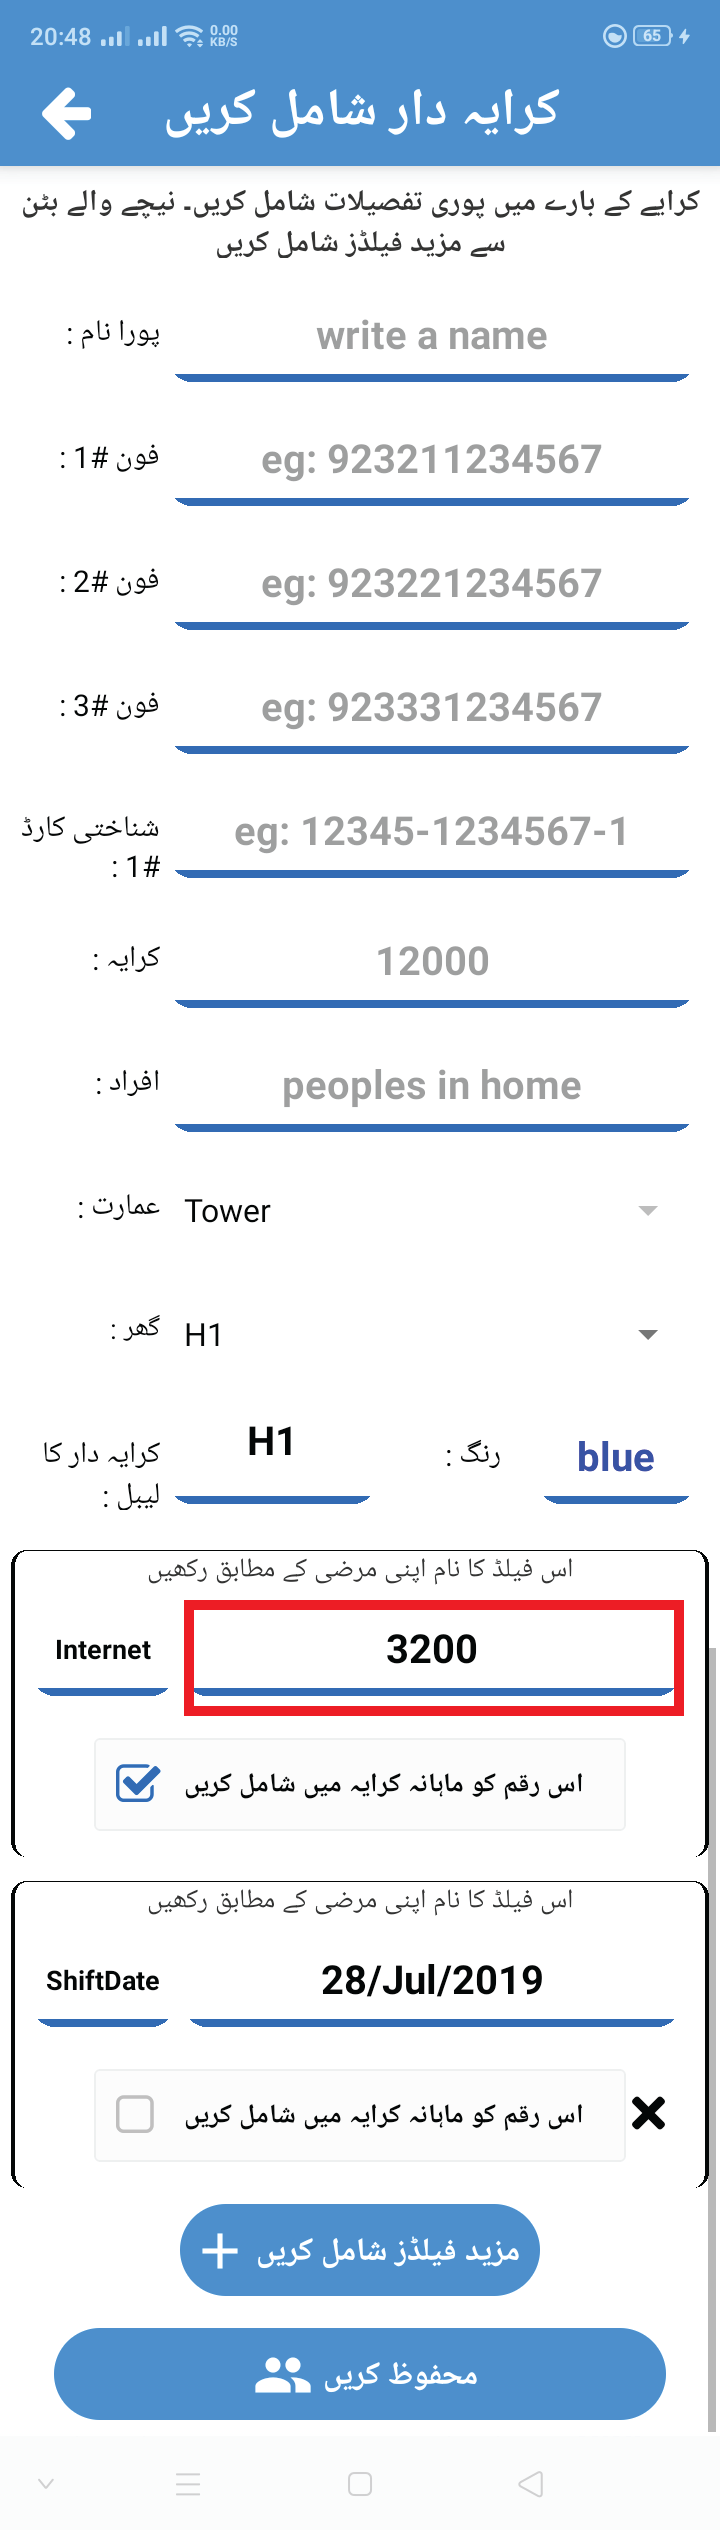 20:48 0.00 KB/S 65
کرایہ دار شامل کریں
کرایے کے بارے میں پوری تفصیلات شامل کریں۔ نیچے والے بٹن
سے مزید فیلڈز شامل کریں
پورا نام :
write a name
فون #1 :
eg: 923211234567
فون #2 :
eg: 923221234567
فون #3 :
eg: 923331234567
شناختی کارڈ
#1 :
eg: 12345-1234567-1
کرایہ :
12000
افراد :
peoples in home
عمارت :
Tower
گھر :
H1
کرایہ دار کا
لیبل :
H1
رنگ :
blue
اس فیلڈ کا نام اپنی مرضی کے مطابق رکھیں
Internet
3200
اس رقم کو ماہانہ کرایہ میں شامل کریں
اس فیلڈ کا نام اپنی مرضی کے مطابق رکھیں
ShiftDate
28/Jul/2019
اس رقم کو ماہانہ کرایہ میں شامل کریں
مزید فیلڈز شامل کریں
محفوظ کریں